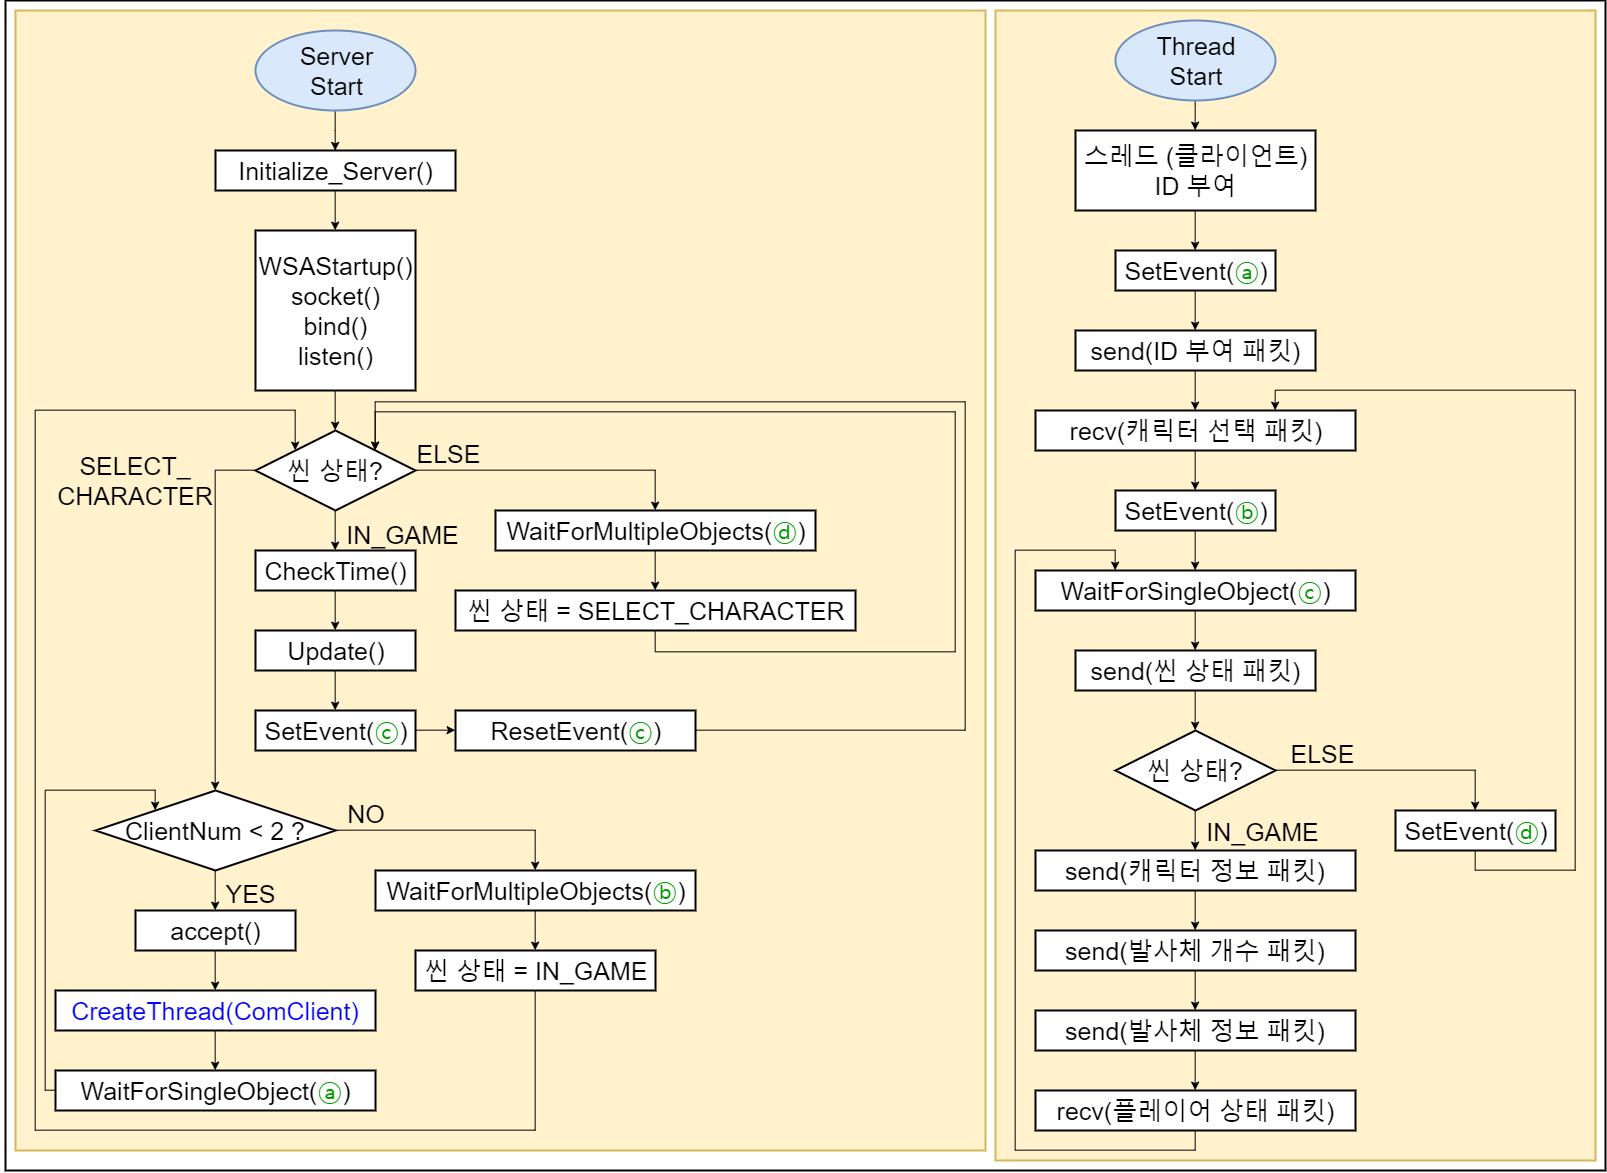 Server
Start
Initialize_Server()
WSAStartup()
socket()
bind()
listen()
씬 상태?
SELECT_
CHARACTER
ELSE
IN_GAME
WaitForMultipleObjects(ⓓ)
씬 상태 = SELECT_CHARACTER
CheckTime()
Update()
SetEvent(ⓒ)
ResetEvent(ⓒ)
ClientNum < 2 ?
NO
YES
WaitForMultipleObjects(ⓑ)
씬 상태 = IN_GAME
accept()
CreateThread(ComClient)
WaitForSingleObject(ⓐ)
Thread
Start
스레드 (클라이언트)
ID 부여
SetEvent(ⓐ)
send(ID 부여 패킷)
recv(캐릭터 선택 패킷)
SetEvent(ⓑ)
WaitForSingleObject(ⓒ)
send(씬 상태 패킷)
씬 상태?
ELSE
SetEvent(ⓓ)
IN_GAME
send(캐릭터 정보 패킷)
send(발사체 개수 패킷)
send(발사체 정보 패킷)
recv(플레이어 상태 패킷)